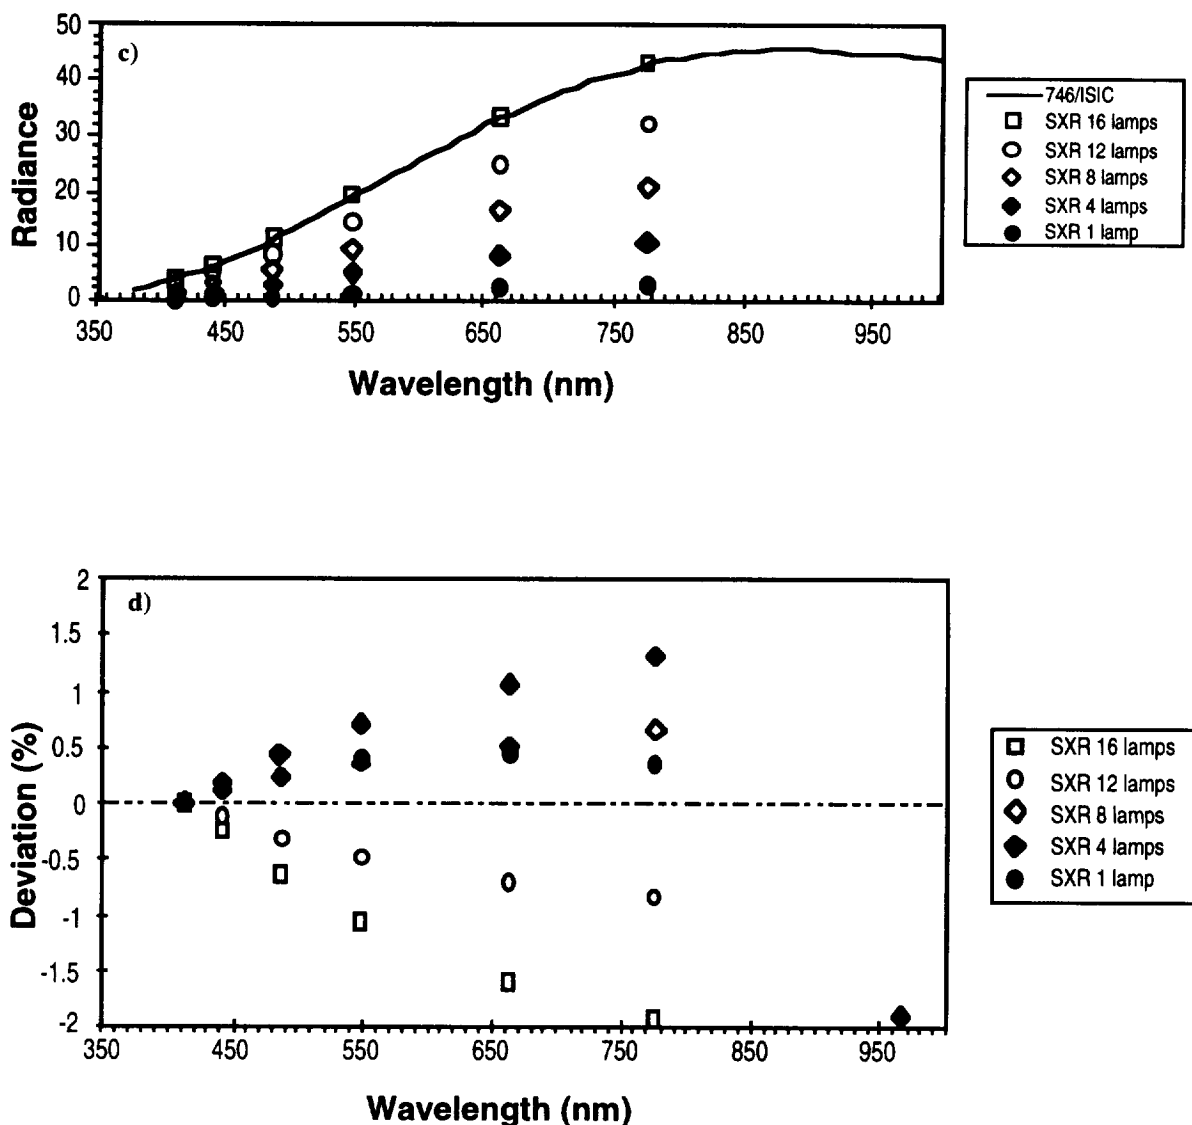 c)
50
40
30
20
10
0
Radiance
350 450 550 650 750 850 950
Wavelength (nm)
746/ISIC
SXR 16 lamps
SXR 12 lamps
SXR 8 lamps
SXR 4 lamps
SXR 1 lamp
d)
2
1.5
1
0.5
0
-0.5
-1
-1.5
-2
Deviation (%)
350 450 550 650 750 850 950
Wavelength (nm)
SXR 16 lamps
SXR 12 lamps
SXR 8 lamps
SXR 4 lamps
SXR 1 lamp